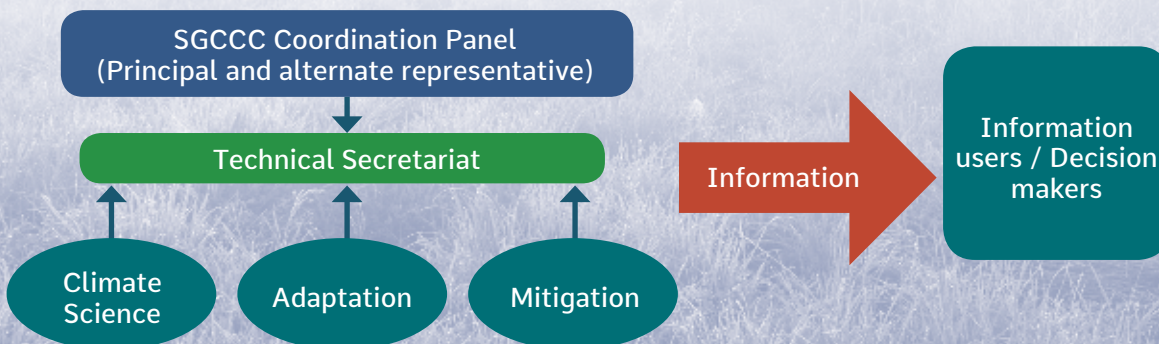 SGCCC Coordination Panel
(Principal and alternate representative)
Technical Secretariat
Climate
Science
Adaptation
Mitigation
Information
Information
users / Decision
makers